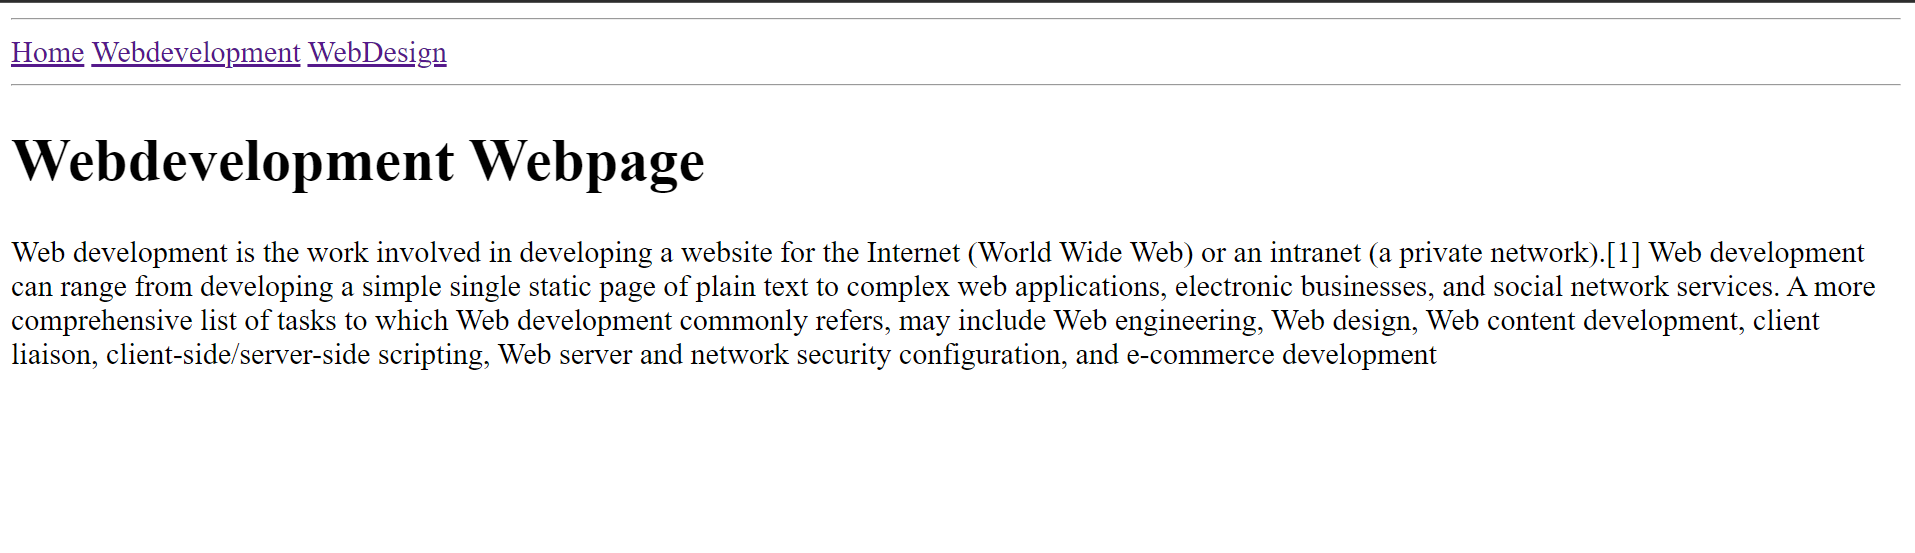 Home Webdevelopment WebDesign
Webdevelopment Webpage
Web development is the work involved in developing a website for the Internet (World Wide Web) or an intranet (a private network).[1] Web development
can range from developing a simple single static page of plain text to complex web applications, electronic businesses, and social network services. A more
comprehensive list of tasks to which Web development commonly refers, may include Web engineering, Web design, Web content development, client
liaison, client-side/server-side scripting, Web server and network security configuration, and e-commerce development